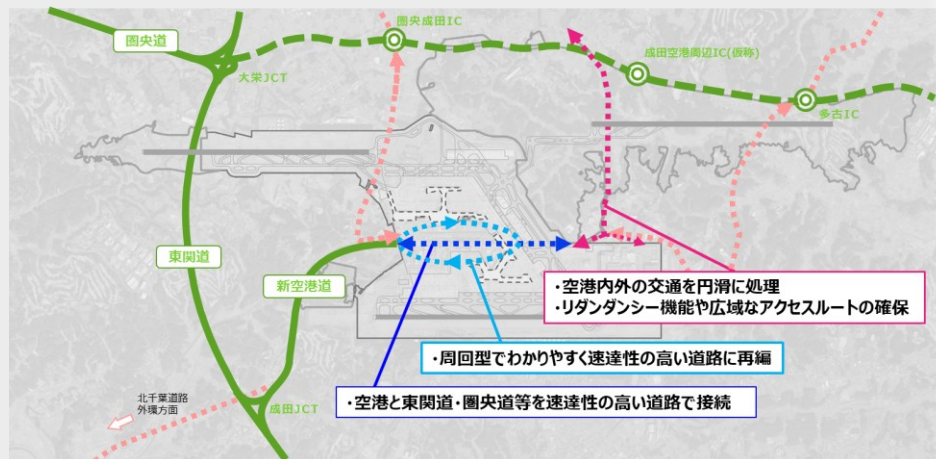 圏央道
圏央成田IC
大栄JCT
成田空港周辺IC(仮称)
多古IC
東関道
新空港道
・空港内外の交通を円滑に処理
・リダンダンシー機能や広域なアクセスルートの確保
・周回型でわかりやすく速達性の高い道路に再編
北千葉道路
外環方面
成田JCT
・空港と東関道・圏央道等を速達性の高い道路で接続